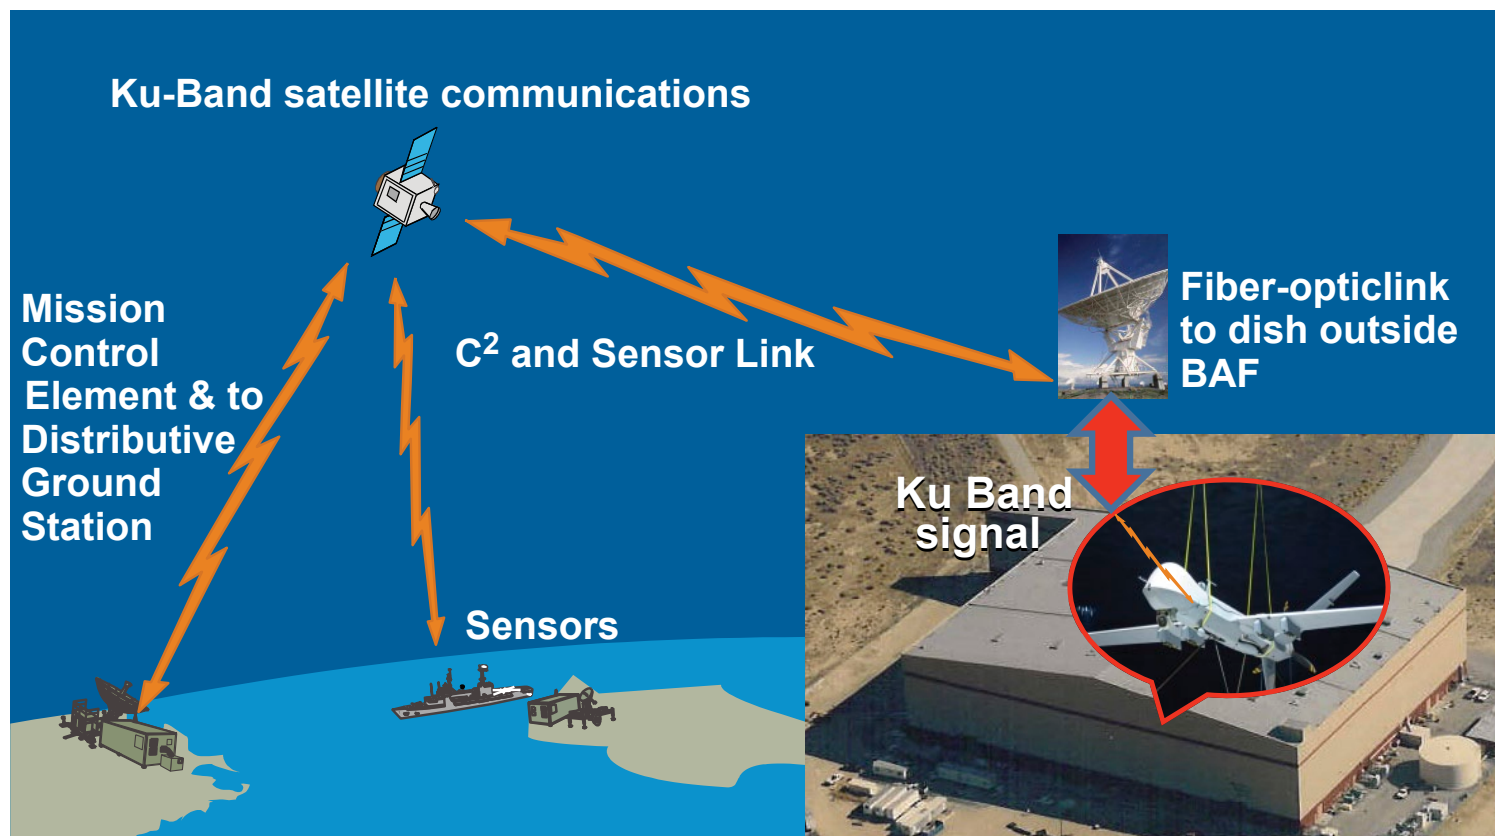 Ku-Band satellite communications
Mission
Control
Element & to
Distributive
Ground
Station
C² and Sensor Link
Fiber-opticlink
to dish outside
BAF
Ku Band
signal
Sensors